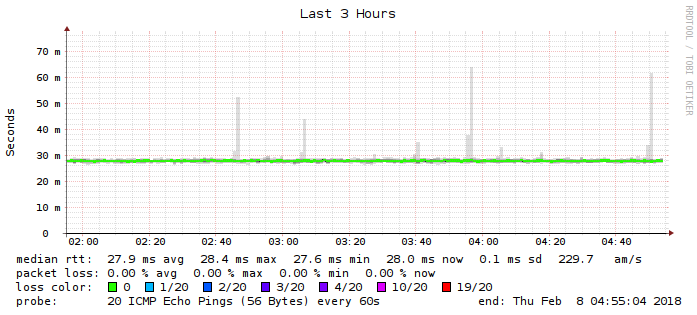 Last 3 Hours
RRDTOOL / TOBI OETIKER
Seconds
70 m
60 m
50 m
40 m
30 m
20 m
10 m
0
02:00 02:20 02:40 03:00 03:20 03:40 04:00 04:20 04:40
median rtt: 27.9 ms avg 28.4 ms max 27.6 ms min 28.0 ms now 0.1 ms sd 229.7 am/s
packet loss: 0.00 % avg 0.00 % max 0.00 % min 0.00 % now
loss color: 0 1/20 2/20 3/20 4/20 10/20 19/20
probe: 20 ICMP Echo Pings (56 Bytes) every 60s end: Thu Feb 8 04:55:04 2018